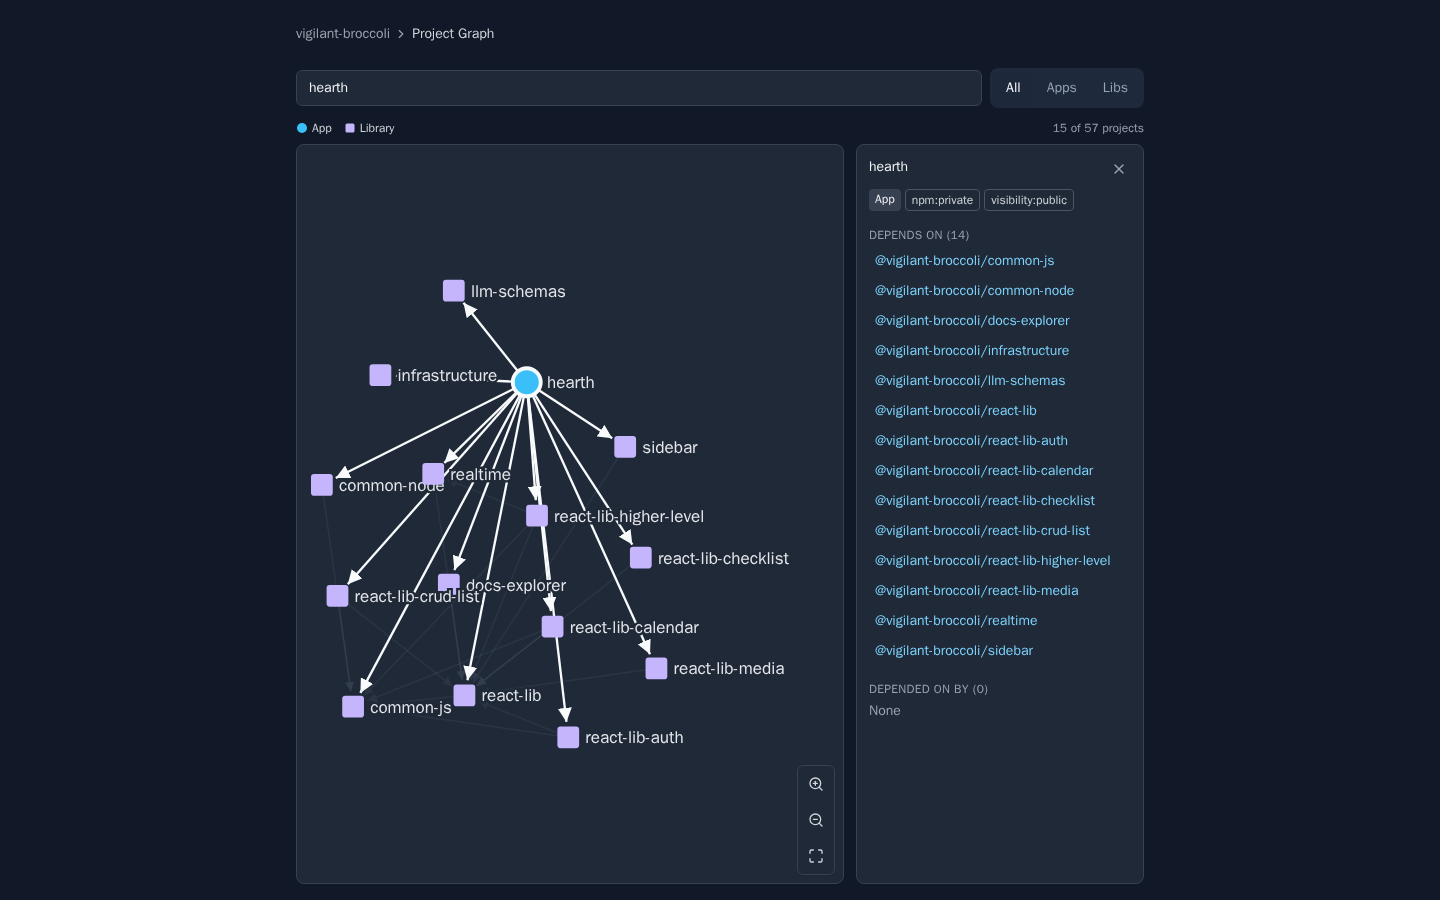 vigilant-broccoli > Project Graph
hearth
All Apps Libs
App Library
15 of 57 projects
llm-schemas
infrastructure
hearth
sidebar
realtime
common-node
react-lib-higher-level
react-lib-checklist
docs-explorer
react-lib-crud-list
react-lib-calendar
react-lib-media
react-lib
common-js
react-lib-auth
hearth
App npm:private visibility:public
DEPENDS ON (14)
@vigilant-broccoli/common-js
@vigilant-broccoli/common-node
@vigilant-broccoli/docs-explorer
@vigilant-broccoli/infrastructure
@vigilant-broccoli/llm-schemas
@vigilant-broccoli/react-lib
@vigilant-broccoli/react-lib-auth
@vigilant-broccoli/react-lib-calendar
@vigilant-broccoli/react-lib-checklist
@vigilant-broccoli/react-lib-crud-list
@vigilant-broccoli/react-lib-higher-level
@vigilant-broccoli/react-lib-media
@vigilant-broccoli/realtime
@vigilant-broccoli/sidebar
DEPENDED ON BY (0)
None